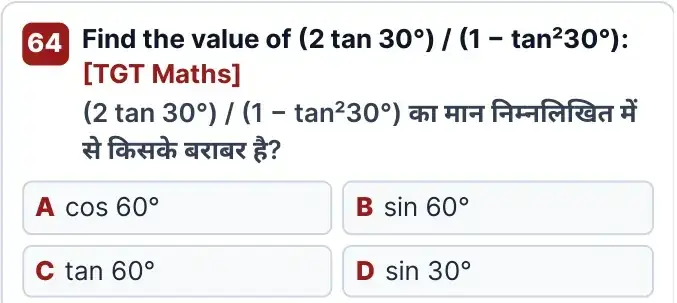 64 Find the value of (2 tan 30°) / (1 − tan²30°):
[TGT Maths]
(2 tan 30°) / (1 − tan²30°) का मान निम्नलिखित में
से किसके बराबर है?
A cos 60° B sin 60°
C tan 60° D sin 30°